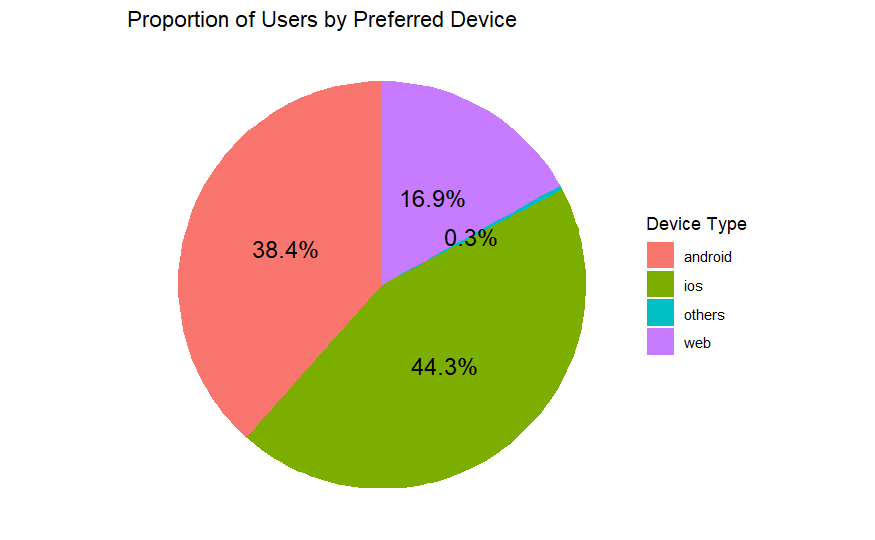 Proportion of Users by Preferred Device
16.9%
0.3%
38.4%
44.3%
Device Type
android
ios
others
web